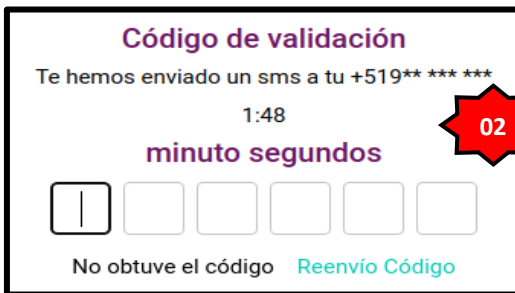 Código de validación
Te hemos enviado un sms a tu +519** *** ***
1:48
02
minuto segundos
No obtuve el código Reenvío Código